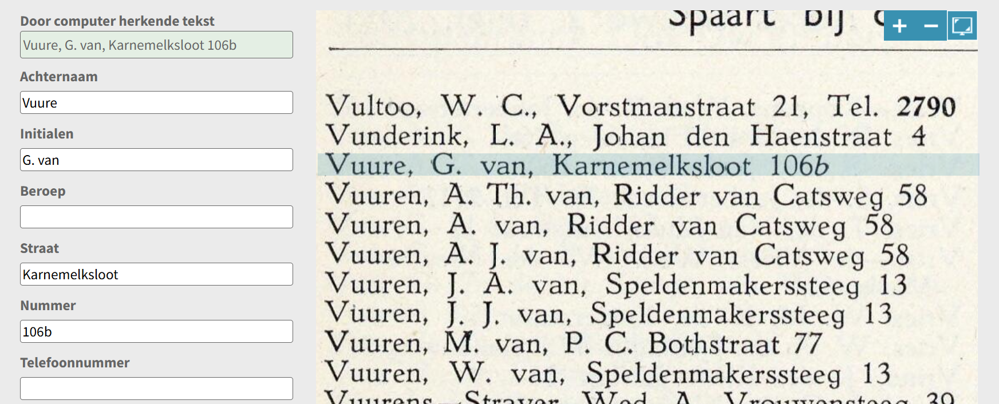 Door computer herkende tekst
Vuure, G. van, Karnemelksloot 106b
Achternaam
Vuure
Initialen
G. van
Beroep
Straat
Karnemelksloot
Nummer
106b
Telefoonnummer
Spaart bij
Vultoo, W. C., Vorstmanstraat 21, Tel. 2790
Vunderink, L. A., Johan den Haenstraat 4
Vuure, G. van, Karnemelksloot 106b
Vuuren, A. Th. van, Ridder van Catsweg 58
Vuuren, A. van, Ridder van Catsweg 58
Vuuren, A. J. van, Ridder van Catsweg 58
Vuuren, J. A. van, Speldenmakerssteeg 13
Vuuren, J. J. van, Speldenmakerssteeg 13
Vuuren, M. van, P. C. Bothstraat 77
Vuuren, W. van, Speldenmakerssteeg 13
Vuurens—Straver, Wed. A., Vrouwensteeg 39